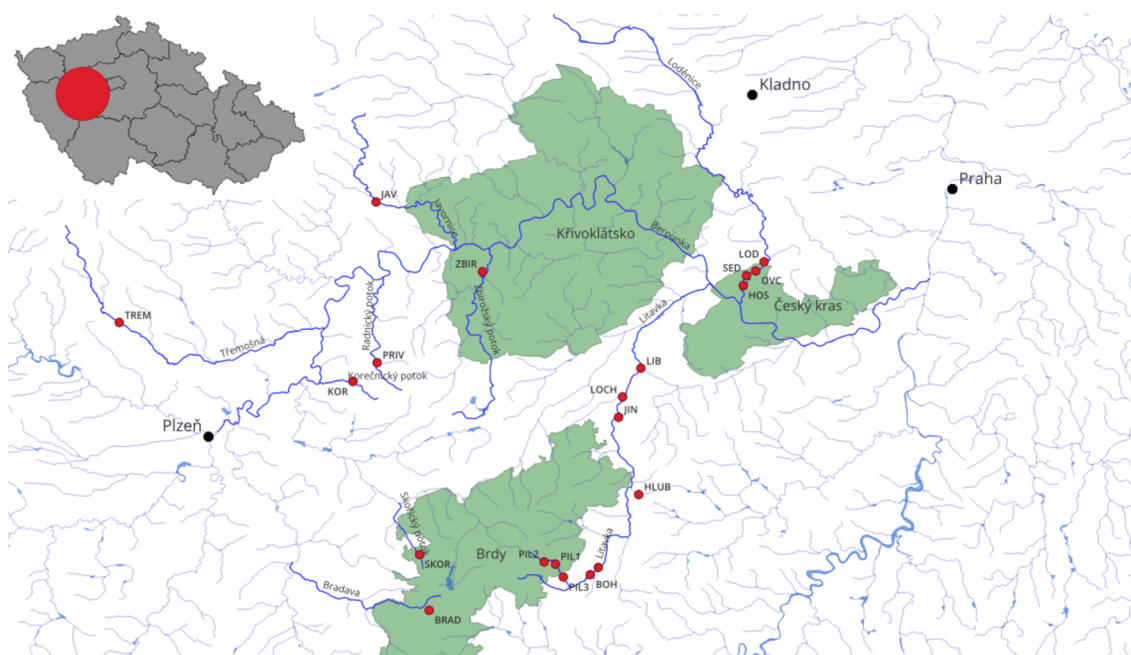 Loděnice
Kladno
Praha
JAV
Javornice
Křivoklátsko
Berounka
ZBIR
Zbirožský potok
LOD
SED
OVC
HOS
Český kras
TREM
Třemošná
Radnický potok
Litavka
PRIV
Korečnický potok
KOR
LIB
LOCH
JIN
Plzeň
HLUB
Skořický potok
SKOR
Brdy
PIL2
PIL1
PIL3
Litavka
BOH
Bradava
BRAD